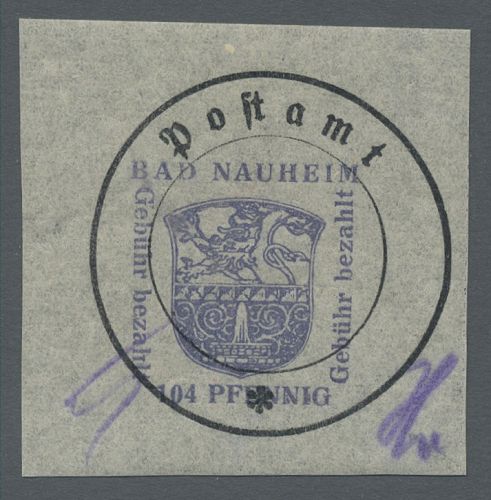 Poſtamt
BAD NAUHEIM
Gebühr bezahlt
Gebühr bezahlt
104 PFENNIG